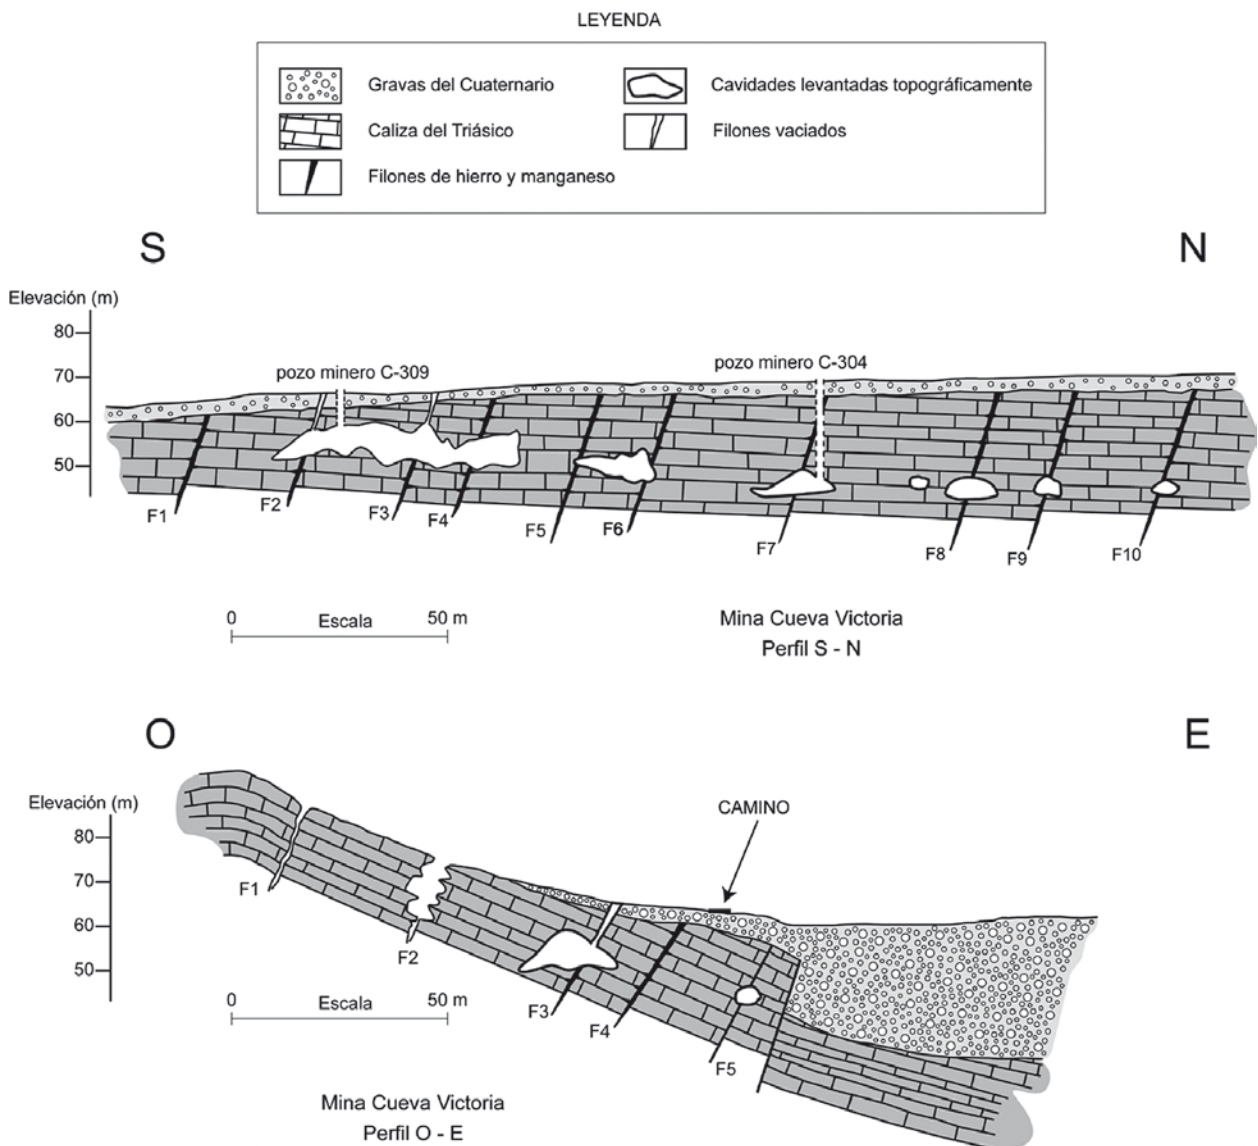 LEYENDA
Gravas del Cuaternario
Cavidades levantadas topográficamente
Caliza del Triásico
Filones vaciados
Filones de hierro y manganeso
S
N
Elevación (m)
80
70
60
50
pozo minero C-309
pozo minero C-304
F1
F2
F3
F4
F5
F6
F7
F8
F9
F10
0 Escala 50 m
Mina Cueva Victoria
Perfil S - N
O
E
Elevación (m)
80
70
60
50
CAMINO
F1
F2
F3
F4
F5
0 Escala 50 m
Mina Cueva Victoria
Perfil O - E